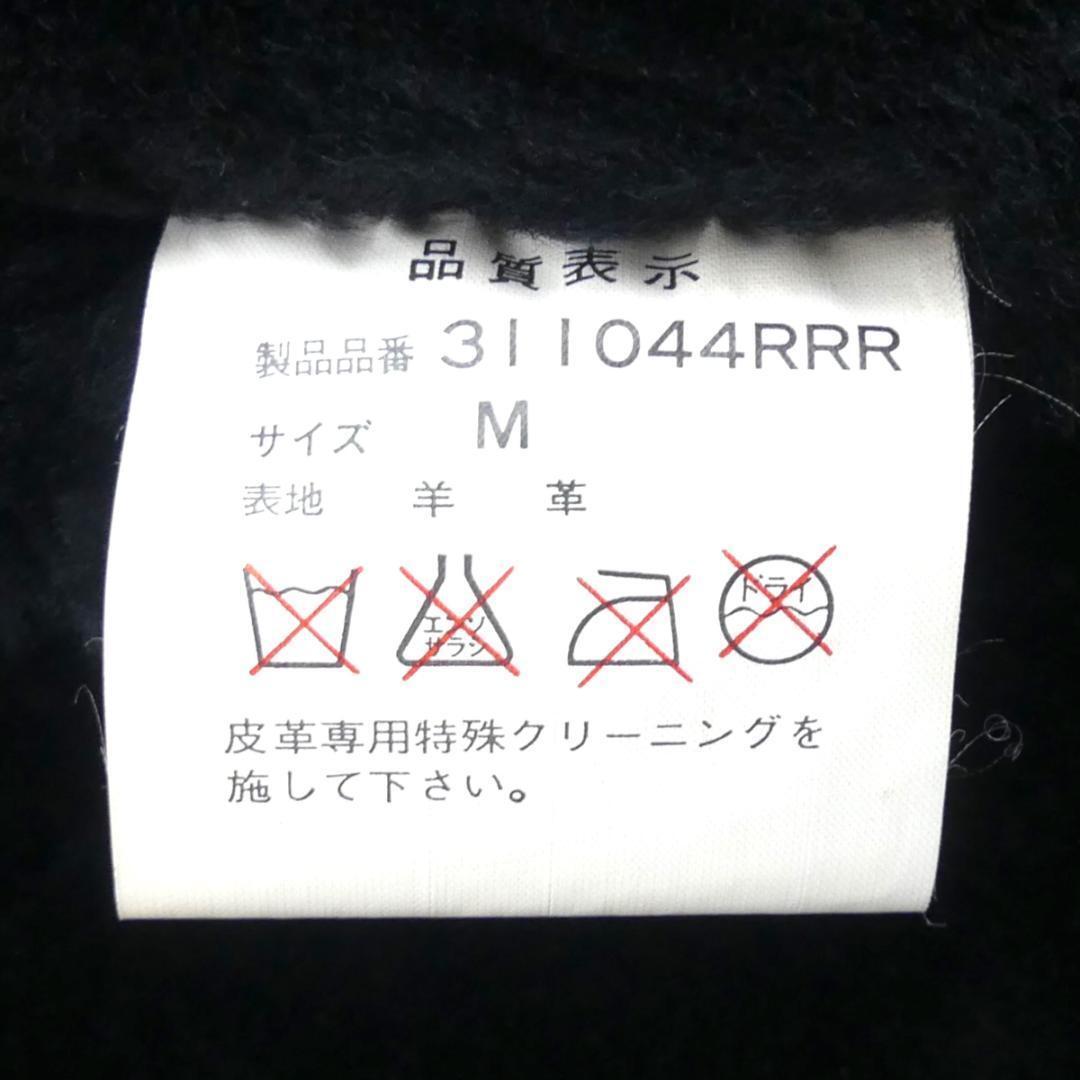 品質表示
製品品番 311044RRR
サイズ M
表地 羊革
エンソ
サラシ
ドライ
皮革専用特殊クリーニングを
施して下さい。